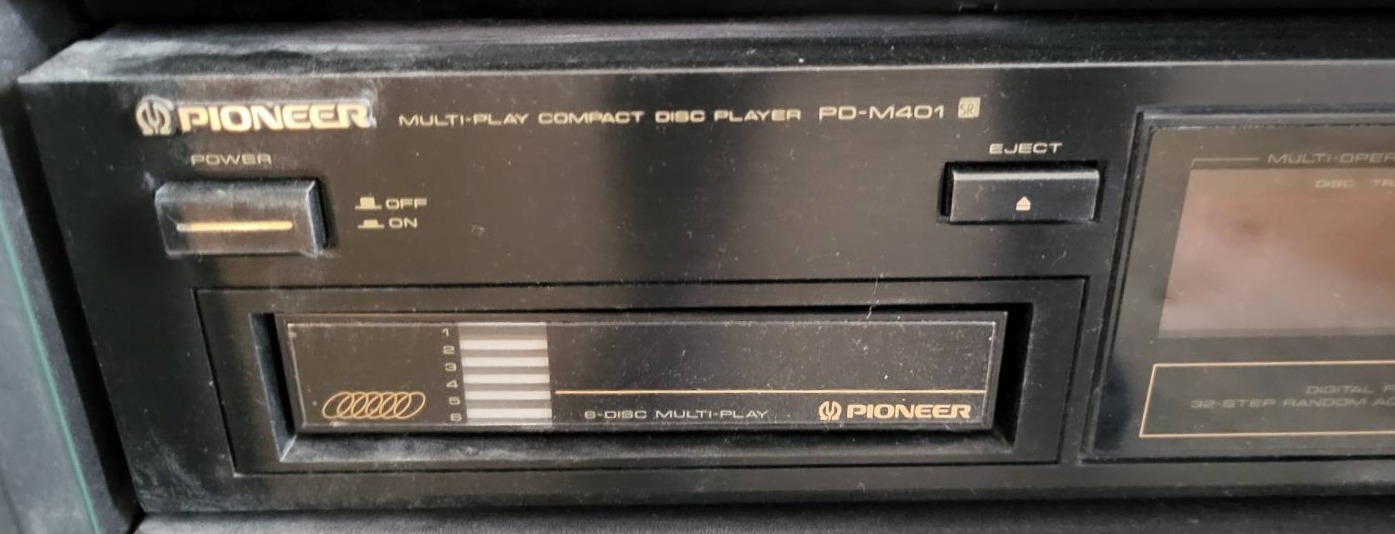 PIONEER MULTI-PLAY COMPACT DISC PLAYER PD-M401 SR
POWER
OFF
ON
EJECT
MULTI-OPER
DISC TR
1
2
3
4
5
6
6-DISC MULTI-PLAY PIONEER
DIGITAL
32-STEP RANDOM AC